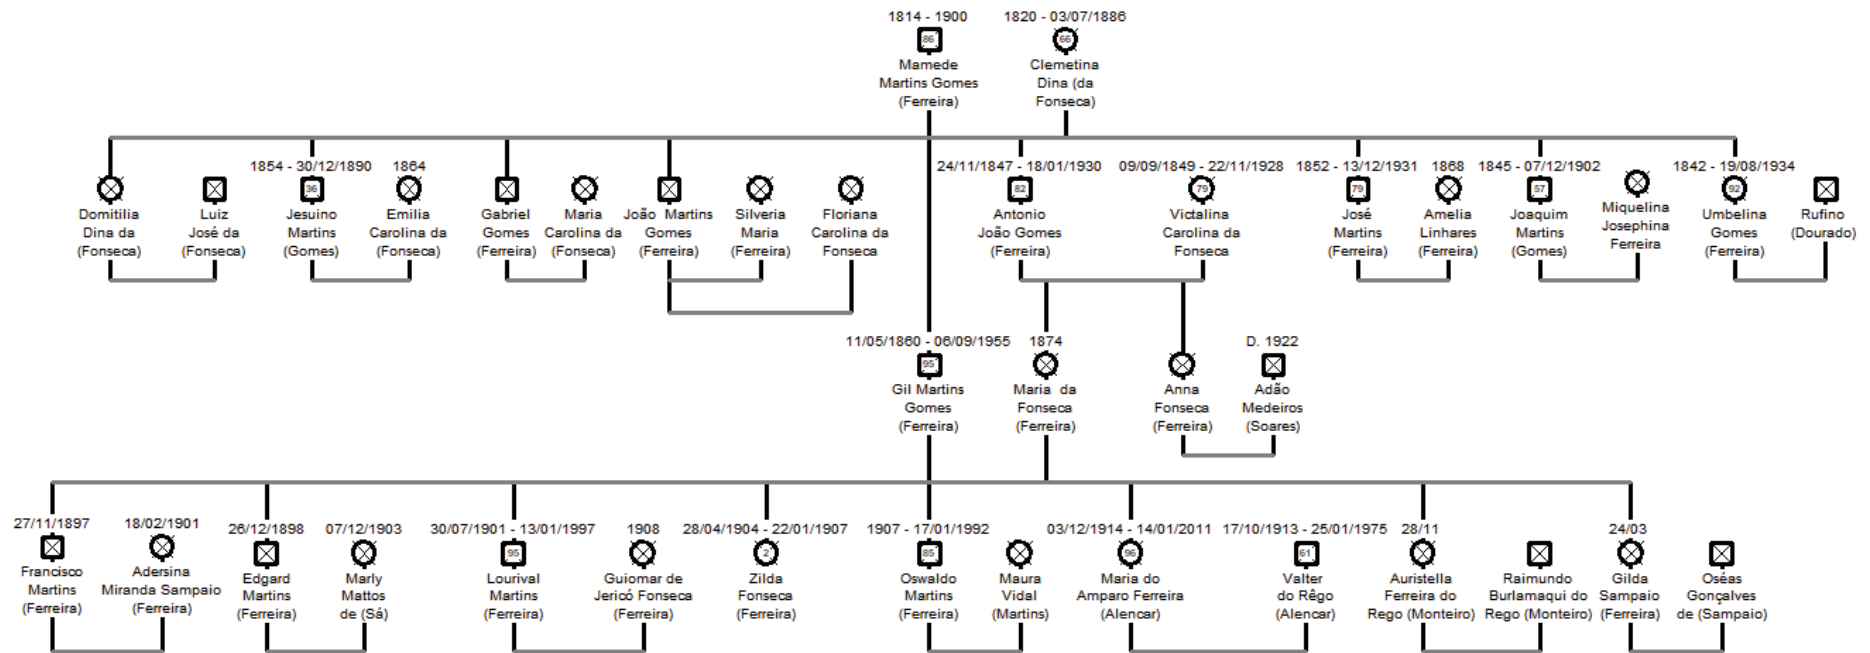 1814 - 1900
86
Mamede
Martins Gomes
(Ferreira)
1820 - 03/07/1886
66
Clemetina
Dina (da
Fonseca)
Domitilia
Dina da
(Fonseca)
Luiz
José da
(Fonseca)
1854 - 30/12/1890
36
Jesuino
Martins
(Gomes)
1864
Emilia
Carolina da
(Fonseca)
Gabriel
Gomes
(Ferreira)
Maria
Carolina da
(Fonseca)
João Martins
Gomes
(Ferreira)
Silveria
Maria
(Ferreira)
Floriana
Carolina da
Fonseca
24/11/1847 - 18/01/1930
82
Antonio
João Gomes
(Ferreira)
09/09/1849 - 22/11/1928
79
Victalina
Carolina da
Fonseca
1852 - 13/12/1931
79
José
Martins
(Ferreira)
1868
Amelia
Linhares
(Ferreira)
1845 - 07/12/1902
57
Joaquim
Martins
(Gomes)
Miquelina
Josephina
Ferreira
1842 - 19/08/1934
92
Umbelina
Gomes
(Ferreira)
Rufino
(Dourado)
11/05/1860 - 06/09/1955
95
Gil Martins
Gomes
(Ferreira)
1874
Maria da
Fonseca
(Ferreira)
Anna
Fonseca
(Ferreira)
D. 1922
Adão
Medeiros
(Soares)
27/11/1897
Francisco
Martins
(Ferreira)
18/02/1901
Adersina
Miranda Sampaio
(Ferreira)
26/12/1898
Edgard
Martins
(Ferreira)
07/12/1903
Marly
Mattos
de (Sá)
30/07/1901 - 13/01/1997
95
Lourival
Martins
(Ferreira)
1908
Guiomar de
Jericó Fonseca
(Ferreira)
28/04/1904 - 22/01/1907
2
Zilda
Fonseca
(Ferreira)
1907 - 17/01/1992
85
Oswaldo
Martins
(Ferreira)
Maura
Vidal
(Martins)
03/12/1914 - 14/01/2011
96
Maria do
Amparo Ferreira
(Alencar)
17/10/1913 - 25/01/1975
61
Valter
do Rêgo
(Alencar)
28/11
Auristella
Ferreira do
Rego (Monteiro)
Raimundo
Burlamaqui do
Rego (Monteiro)
24/03
Gilda
Sampaio
(Ferreira)
Oséas
Gonçalves
de (Sampaio)